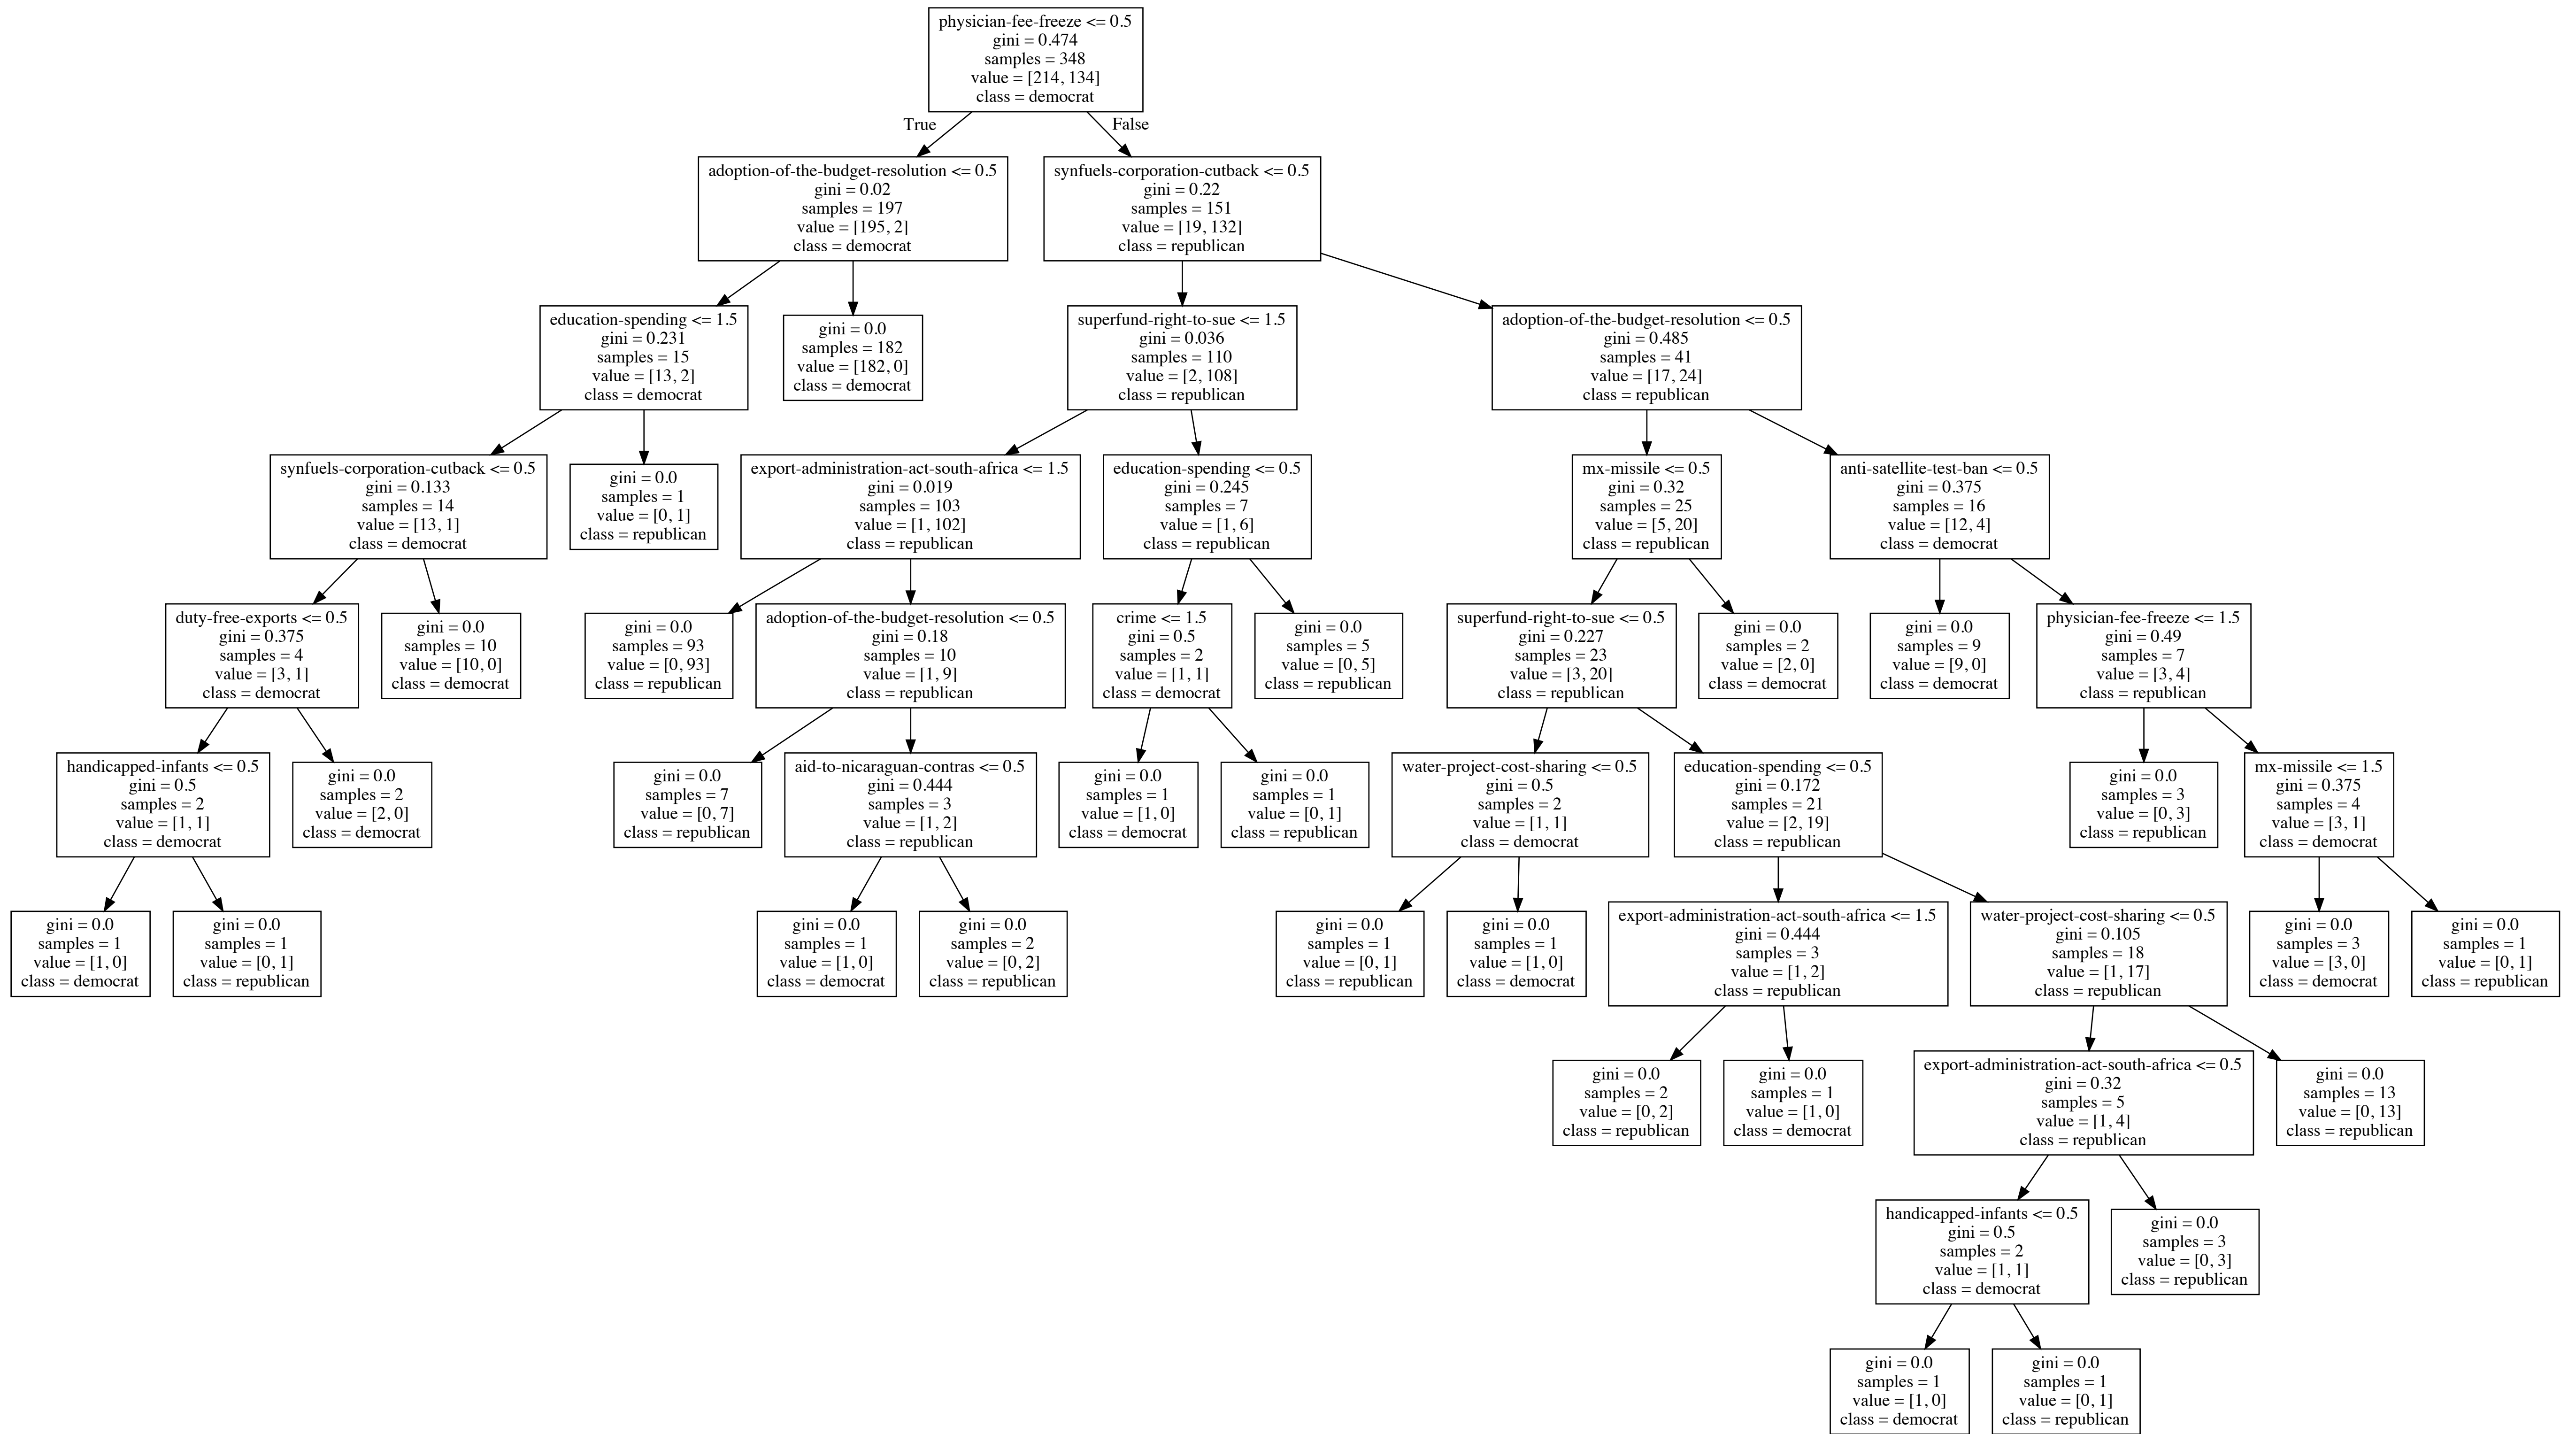 physician-fee-freeze <= 0.5
gini = 0.474
samples = 348
value = [214, 134]
class = democrat
True
False
adoption-of-the-budget-resolution <= 0.5
gini = 0.02
samples = 197
value = [195, 2]
class = democrat
synfuels-corporation-cutback <= 0.5
gini = 0.22
samples = 151
value = [19, 132]
class = republican
education-spending <= 1.5
gini = 0.231
samples = 15
value = [13, 2]
class = democrat
gini = 0.0
samples = 182
value = [182, 0]
class = democrat
superfund-right-to-sue <= 1.5
gini = 0.036
samples = 110
value = [2, 108]
class = republican
adoption-of-the-budget-resolution <= 0.5
gini = 0.485
samples = 41
value = [17, 24]
class = republican
synfuels-corporation-cutback <= 0.5
gini = 0.133
samples = 14
value = [13, 1]
class = democrat
gini = 0.0
samples = 1
value = [0, 1]
class = republican
export-administration-act-south-africa <= 1.5
gini = 0.019
samples = 103
value = [1, 102]
class = republican
education-spending <= 0.5
gini = 0.245
samples = 7
value = [1, 6]
class = republican
mx-missile <= 0.5
gini = 0.32
samples = 25
value = [5, 20]
class = republican
anti-satellite-test-ban <= 0.5
gini = 0.375
samples = 16
value = [12, 4]
class = democrat
duty-free-exports <= 0.5
gini = 0.375
samples = 4
value = [3, 1]
class = democrat
gini = 0.0
samples = 10
value = [10, 0]
class = democrat
gini = 0.0
samples = 93
value = [0, 93]
class = republican
adoption-of-the-budget-resolution <= 0.5
gini = 0.18
samples = 10
value = [1, 9]
class = republican
crime <= 1.5
gini = 0.5
samples = 2
value = [1, 1]
class = democrat
gini = 0.0
samples = 5
value = [0, 5]
class = republican
superfund-right-to-sue <= 0.5
gini = 0.227
samples = 23
value = [3, 20]
class = republican
gini = 0.0
samples = 2
value = [2, 0]
class = democrat
gini = 0.0
samples = 9
value = [9, 0]
class = democrat
physician-fee-freeze <= 1.5
gini = 0.49
samples = 7
value = [3, 4]
class = republican
handicapped-infants <= 0.5
gini = 0.5
samples = 2
value = [1, 1]
class = democrat
gini = 0.0
samples = 2
value = [2, 0]
class = democrat
gini = 0.0
samples = 7
value = [0, 7]
class = republican
aid-to-nicaraguan-contras <= 0.5
gini = 0.444
samples = 3
value = [1, 2]
class = republican
gini = 0.0
samples = 1
value = [1, 0]
class = democrat
gini = 0.0
samples = 1
value = [0, 1]
class = republican
water-project-cost-sharing <= 0.5
gini = 0.5
samples = 2
value = [1, 1]
class = democrat
education-spending <= 0.5
gini = 0.172
samples = 21
value = [2, 19]
class = republican
gini = 0.0
samples = 3
value = [0, 3]
class = republican
mx-missile <= 1.5
gini = 0.375
samples = 4
value = [3, 1]
class = democrat
gini = 0.0
samples = 1
value = [1, 0]
class = democrat
gini = 0.0
samples = 1
value = [0, 1]
class = republican
gini = 0.0
samples = 1
value = [1, 0]
class = democrat
gini = 0.0
samples = 2
value = [0, 2]
class = republican
gini = 0.0
samples = 1
value = [0, 1]
class = republican
gini = 0.0
samples = 1
value = [1, 0]
class = democrat
export-administration-act-south-africa <= 1.5
gini = 0.444
samples = 3
value = [1, 2]
class = republican
water-project-cost-sharing <= 0.5
gini = 0.105
samples = 18
value = [1, 17]
class = republican
gini = 0.0
samples = 3
value = [3, 0]
class = democrat
gini = 0.0
samples = 1
value = [0, 1]
class = republican
gini = 0.0
samples = 2
value = [0, 2]
class = republican
gini = 0.0
samples = 1
value = [1, 0]
class = democrat
export-administration-act-south-africa <= 0.5
gini = 0.32
samples = 5
value = [1, 4]
class = republican
gini = 0.0
samples = 13
value = [0, 13]
class = republican
handicapped-infants <= 0.5
gini = 0.5
samples = 2
value = [1, 1]
class = democrat
gini = 0.0
samples = 3
value = [0, 3]
class = republican
gini = 0.0
samples = 1
value = [1, 0]
class = democrat
gini = 0.0
samples = 1
value = [0, 1]
class = republican